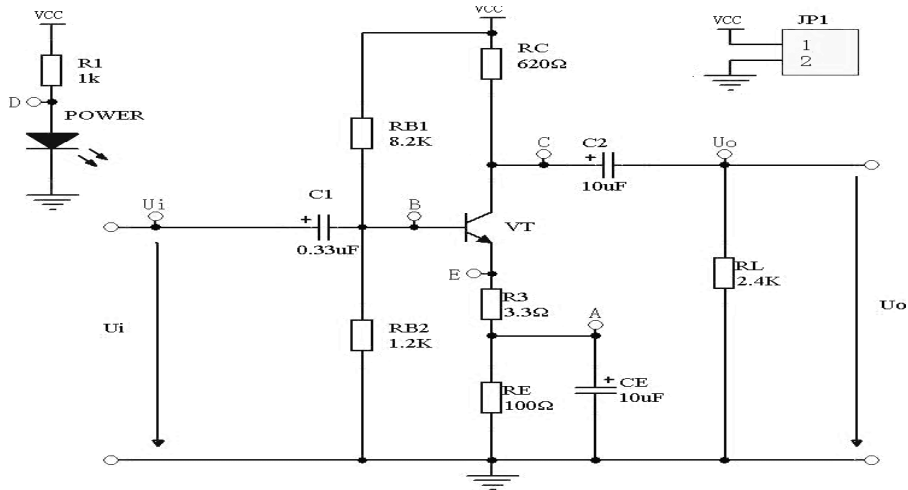 VCC
R1
1k
D
POWER
VCC
RC
620Ω
VCC
JP1
1
2
RB1
8.2K
C
C2
10uF
Uo
Ui
C1
0.33uF
B
VT
E
R3
3.3Ω
A
RL
2.4K
Ui
Uo
RB2
1.2K
RE
100Ω
CE
10uF